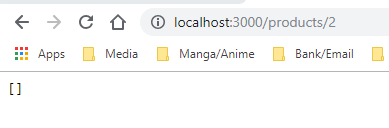 localhost:3000/products/2
Apps Media Manga/Anime Bank/Email
[]